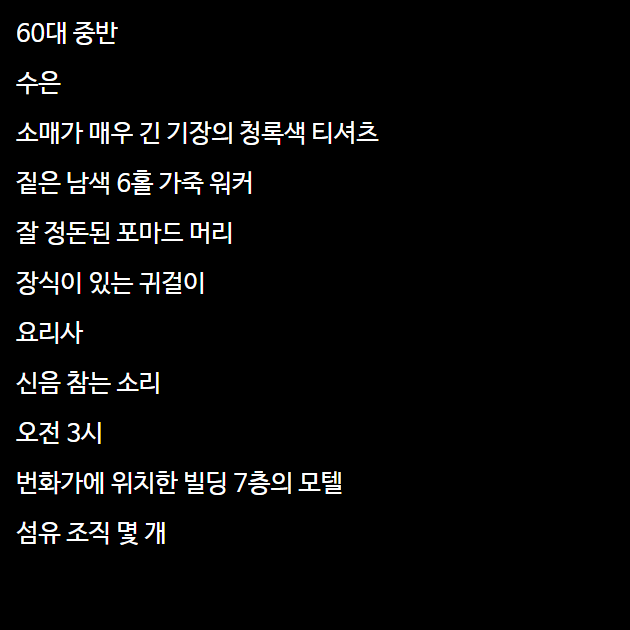 60대 중반
수은
소매가 매우 긴 기장의 청록색 티셔츠
짙은 남색 6홀 가죽 워커
잘 정돈된 포마드 머리
장식이 있는 귀걸이
요리사
신음 참는 소리
오전 3시
번화가에 위치한 빌딩 7층의 모텔
섬유 조직 몇 개